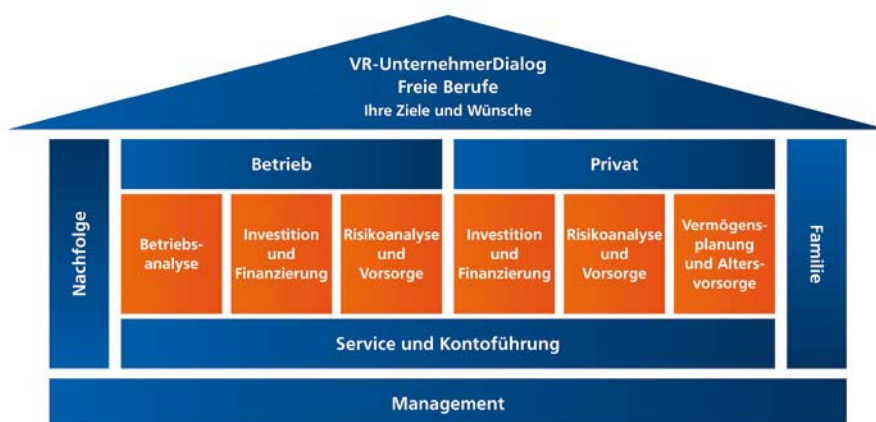 VR-UnternehmerDialog
Freie Berufe
Ihre Ziele und Wünsche
Nachfolge
Betrieb
Privat
Familie
Betriebs-
analyse
Investition
und
Finanzierung
Risikoanalyse
und
Vorsorge
Investition
und
Finanzierung
Risikoanalyse
und
Vorsorge
Vermögens-
planung
und Alters-
vorsorge
Service und Kontoführung
Management